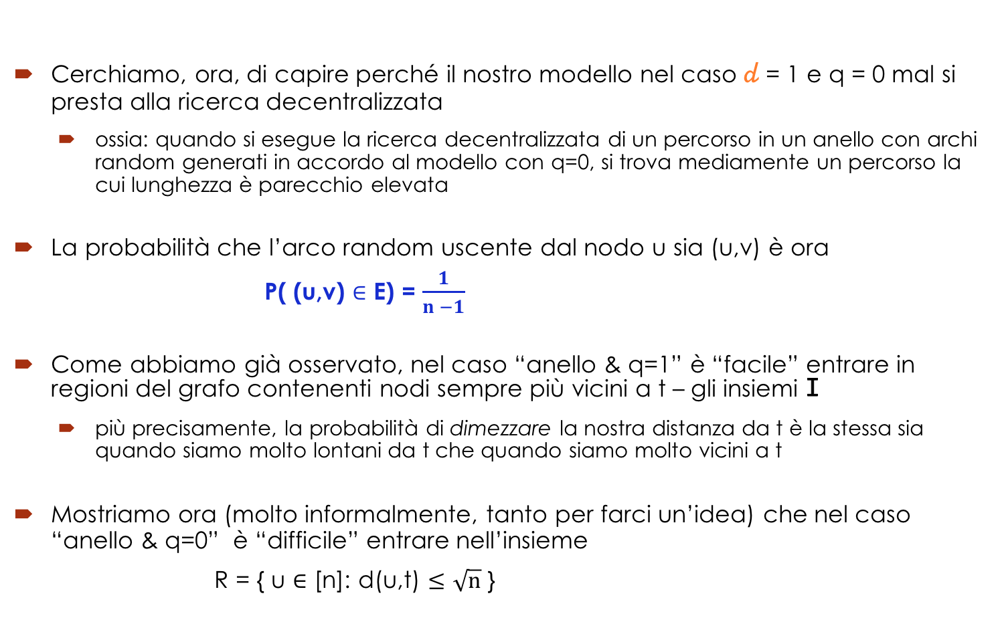 Cerchiamo, ora, di capire perché il nostro modello nel caso d = 1 e q = 0 mal si
presta alla ricerca decentralizzata
ossia: quando si esegue la ricerca decentralizzata di un percorso in un anello con archi
random generati in accordo al modello con q=0, si trova mediamente un percorso la
cui lunghezza è parecchio elevata
La probabilità che l’arco random uscente dal nodo u sia (u,v) è ora
P( (u,v) ∈ E) = 1/(n −1)
Come abbiamo già osservato, nel caso “anello & q=1” è “facile” entrare in
regioni del grafo contenenti nodi sempre più vicini a t – gli insiemi I
più precisamente, la probabilità di dimezzare la nostra distanza da t è la stessa sia
quando siamo molto lontani da t che quando siamo molto vicini a t
Mostriamo ora (molto informalmente, tanto per farci un’idea) che nel caso
“anello & q=0” è “difficile” entrare nell’insieme
R = { u ∈ [n]: d(u,t) ≤ √n }